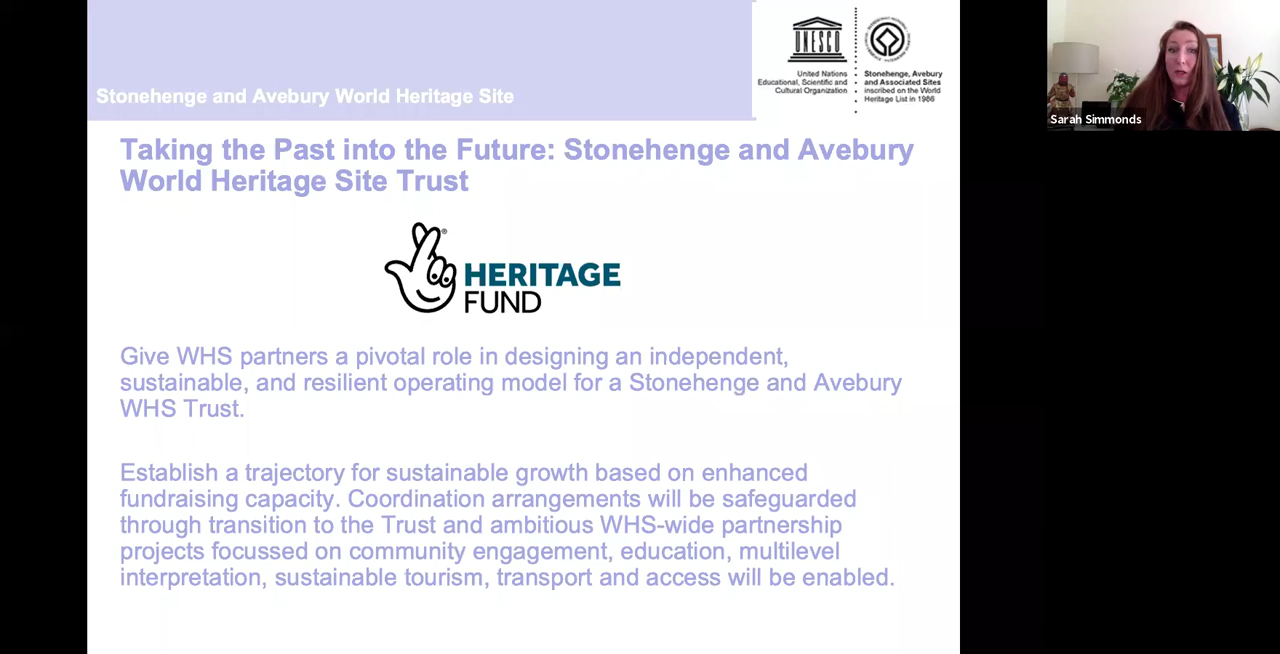 Stonehenge and Avebury World Heritage Site
UNESCO
United Nations
Educational, Scientific and
Cultural Organization
Stonehenge, Avebury
and Associated Sites
inscribed on the World
Heritage List in 1986
Sarah Simmonds
Taking the Past into the Future: Stonehenge and Avebury
World Heritage Site Trust
HERITAGE
FUND
Give WHS partners a pivotal role in designing an independent,
sustainable, and resilient operating model for a Stonehenge and Avebury
WHS Trust.
Establish a trajectory for sustainable growth based on enhanced
fundraising capacity. Coordination arrangements will be safeguarded
through transition to the Trust and ambitious WHS-wide partnership
projects focussed on community engagement, education, multilevel
interpretation, sustainable tourism, transport and access will be enabled.